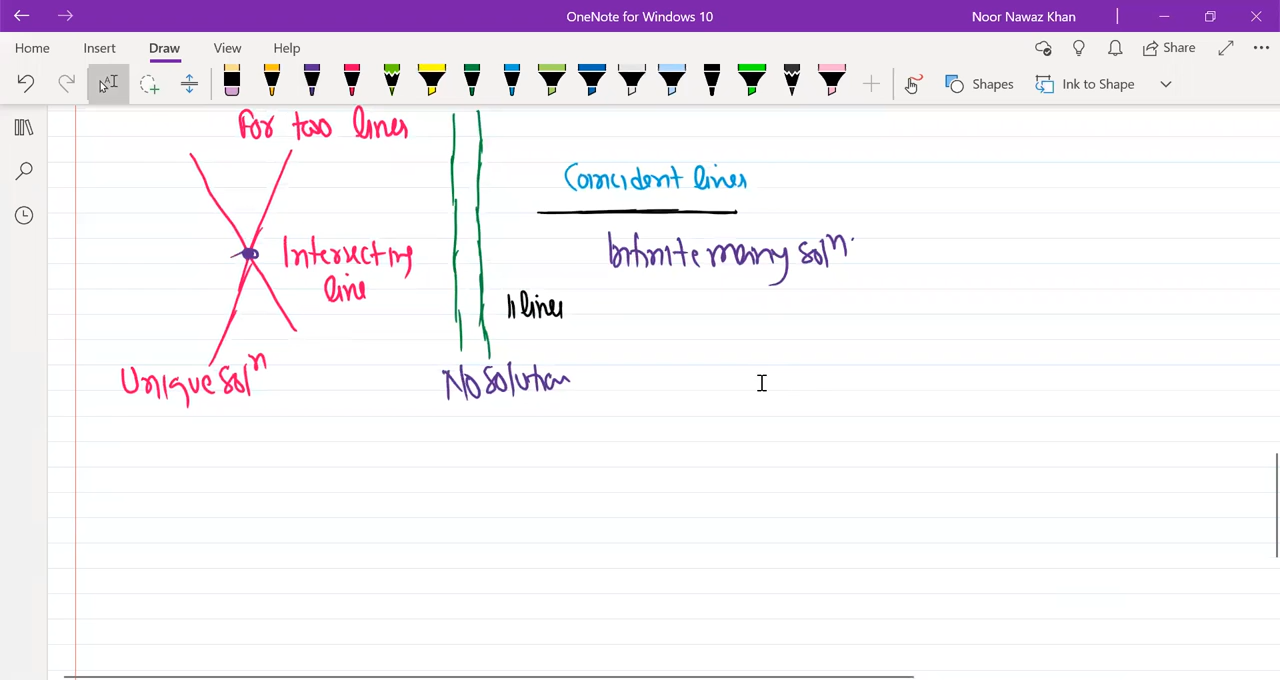 OneNote for Windows 10
Noor Nawaz Khan
Home Insert Draw View Help
Share
Shapes
Ink to Shape
For two lines
Coincident lines
Intersecting
line
Infinite many solⁿ.
11 lines
Unique solⁿ
No solution